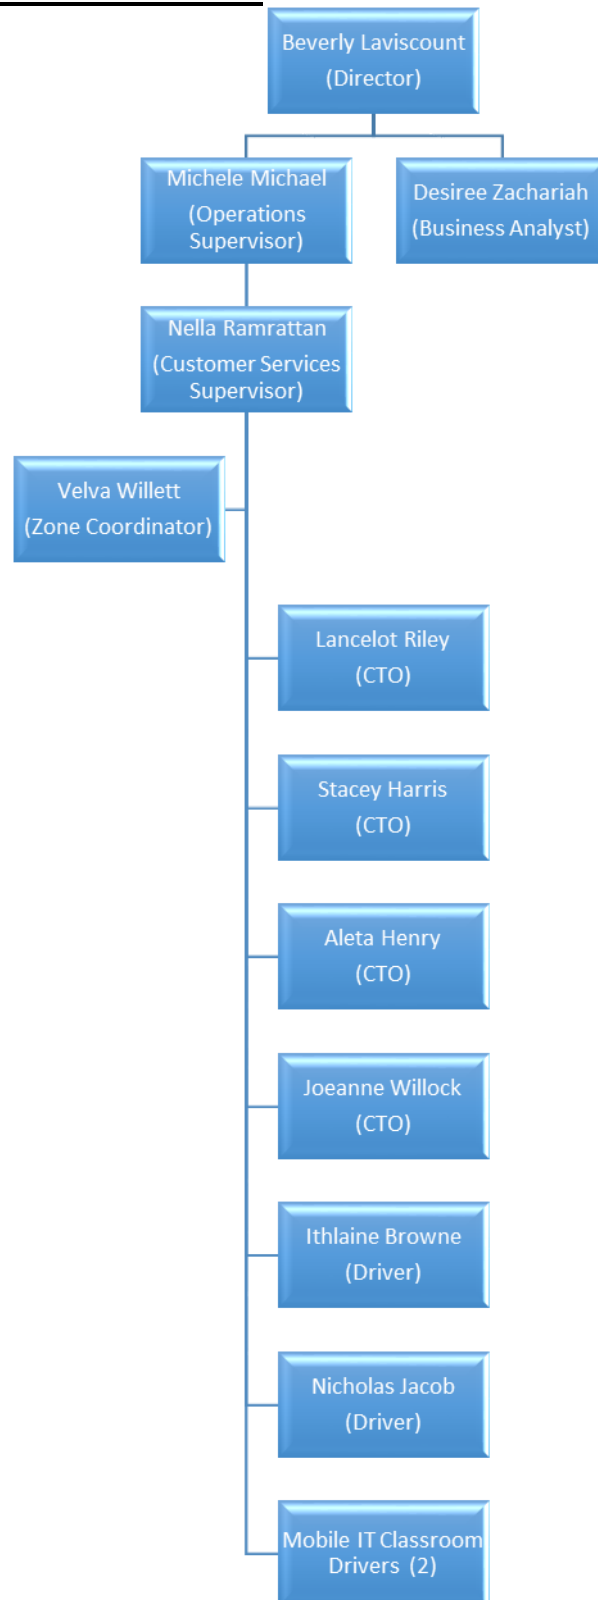 Beverly Laviscount
(Director)
Michele Michael
(Operations
Supervisor)
Desiree Zachariah
(Business Analyst)
Nella Ramrattan
(Customer Services
Supervisor)
Velva Willett
(Zone Coordinator)
Lancelot Riley
(CTO)
Stacey Harris
(CTO)
Aleta Henry
(CTO)
Joeanne Willock
(CTO)
Ithlaine Browne
(Driver)
Nicholas Jacob
(Driver)
Mobile IT Classroom
Drivers (2)